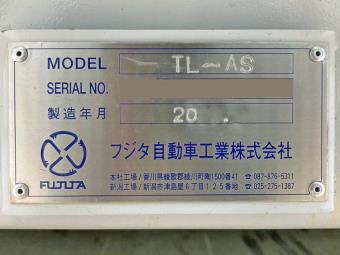 MODEL TL-AS
SERIAL NO.
製造年月 20 .
フジタ自動車工業株式会社
FUJITA
本社工場/香川県綾歌郡綾川町陶1500番41 ☎ 087-876-5311
新潟工場/新潟市津島屋6丁目125番地 ☎ 025-275-1387